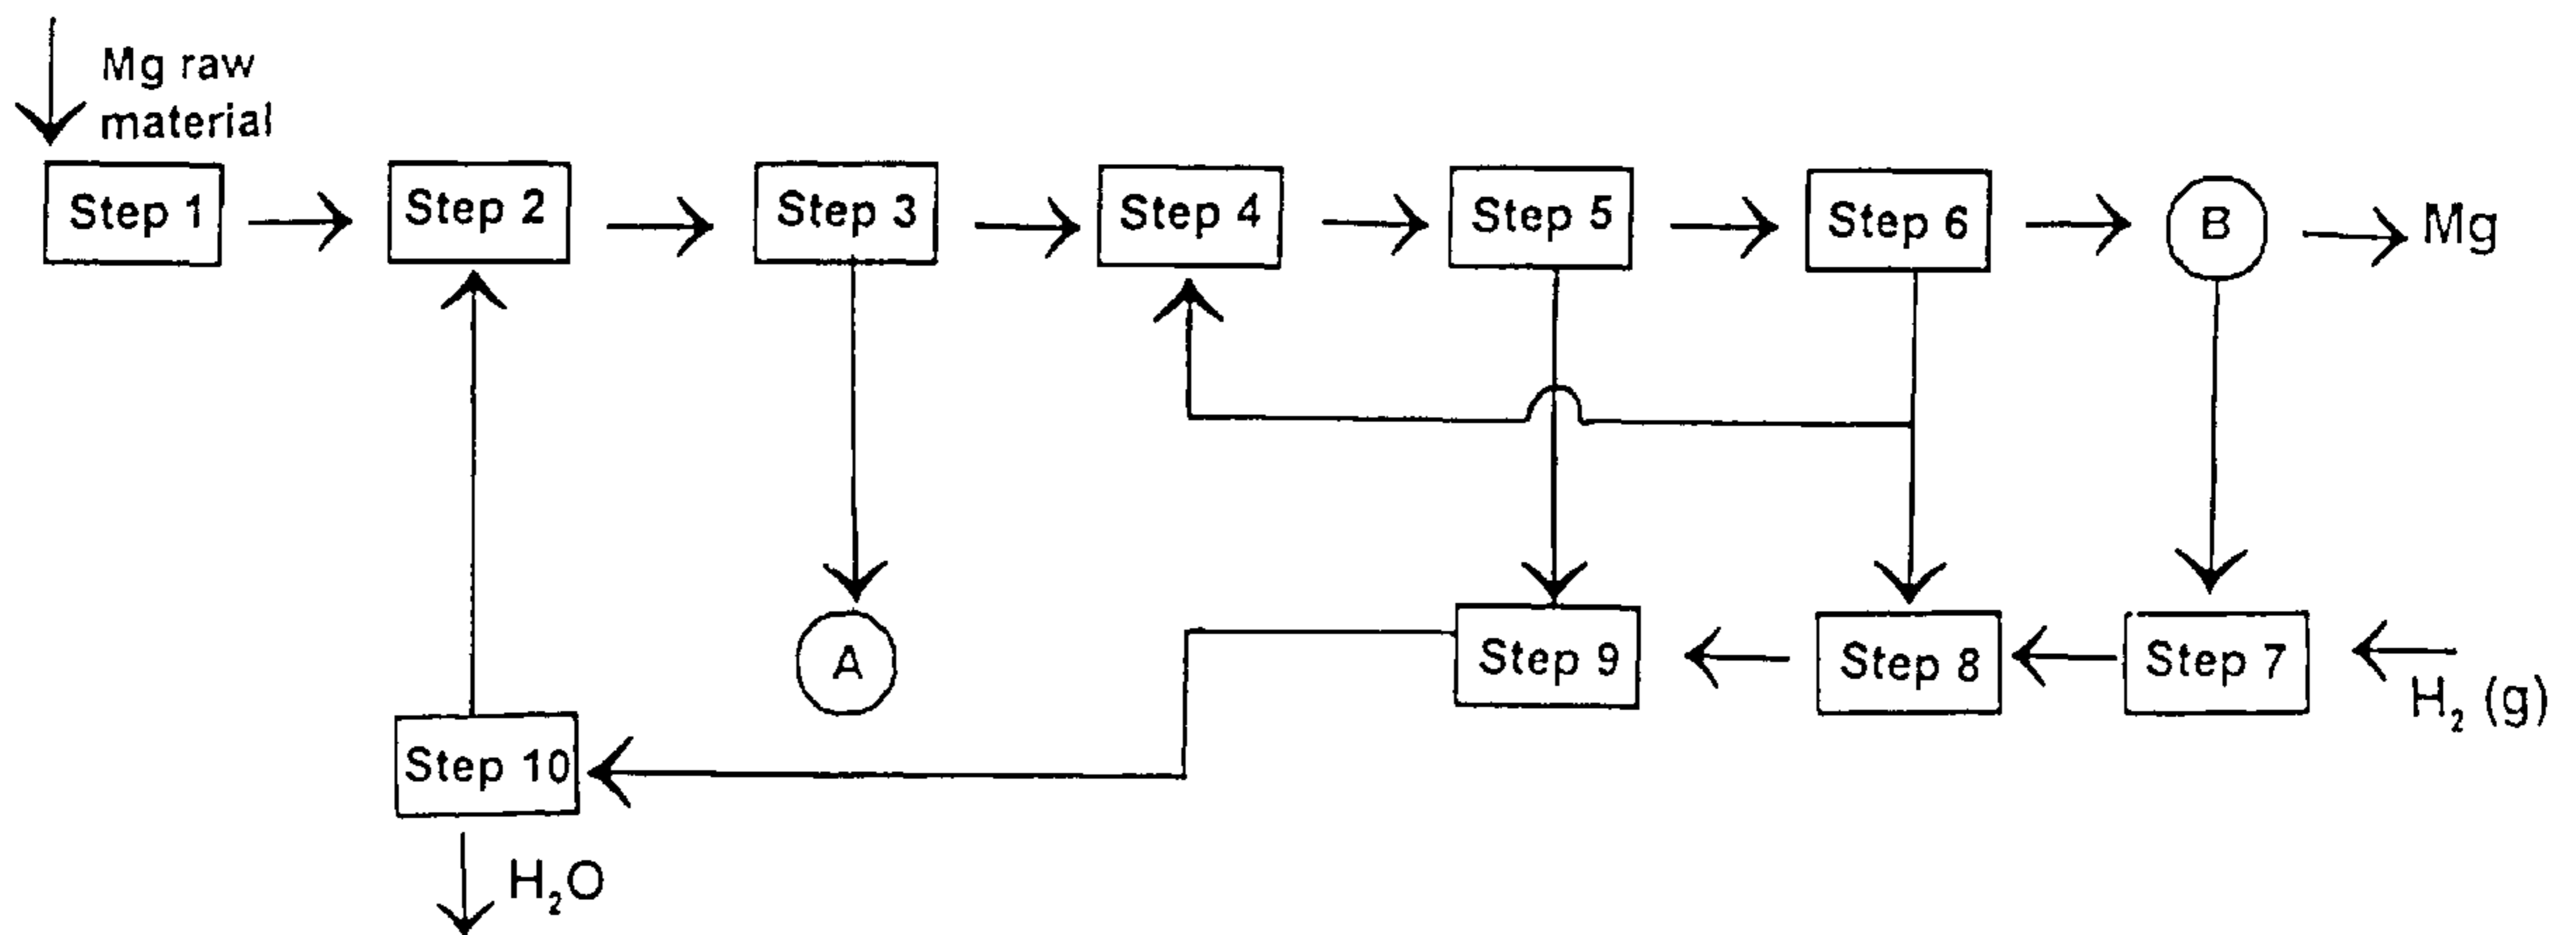 Mg raw
material
Step 1
Step 2
Step 3
Step 4
Step 5
Step 6
B
Mg
A
Step 9
Step 8
Step 7
H₂ (g)
Step 10
H₂O